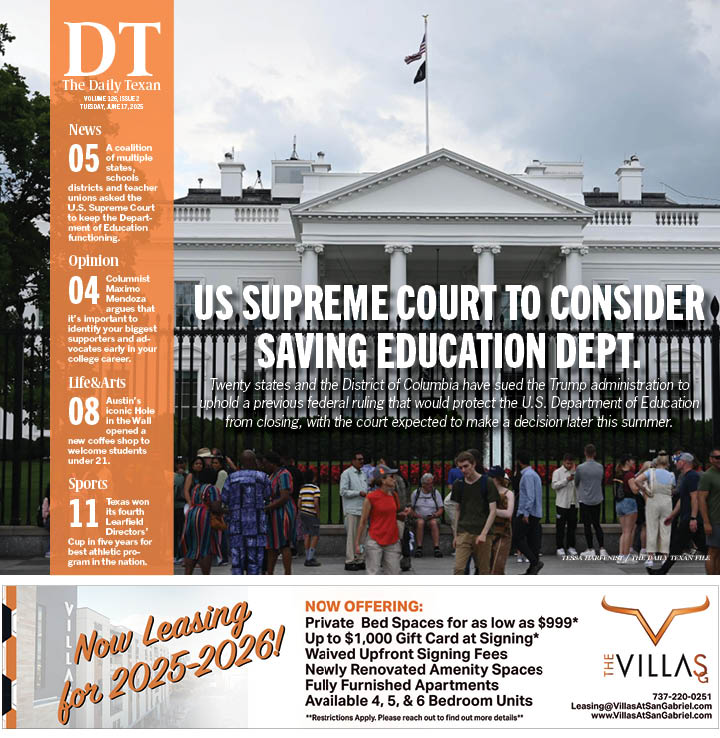 DT
The Daily Texan
VOLUME 126, ISSUE 2
TUESDAY, JUNE 17, 2025
News
05
A coalition
of multiple
states,
schools
districts and teacher
unions asked the
U.S. Supreme Court
to keep the Depart-
ment of Education
functioning.
Opinion
04
Columnist
Maximo
Mendoza
argues that
it's important to
identify your biggest
supporters and ad-
vocates early in your
college career.
Life&Arts
08
Austin's
iconic Hole
in the Wall
opened a
new coffee shop to
welcome students
under 21.
Sports
11
Texas won
its fourth
Learfield
Directors'
Cup in five years for
best athletic pro-
gram in the nation.
US SUPREME COURT TO CONSIDER
SAVING EDUCATION DEPT.
Twenty states and the District of Columbia have sued the Trump administration to
uphold a previous federal ruling that would protect the U.S. Department of Education
from closing, with the court expected to make a decision later this summer.
TESSA HARFENIST / THE DAILY TEXAN FILE
VILLA
Now Leasing
for 2025-2026!
NOW OFFERING:
Private Bed Spaces for as low as $999*
Up to $1,000 Gift Card at Signing*
Waived Upfront Signing Fees
Newly Renovated Amenity Spaces
Fully Furnished Apartments
Available 4, 5, & 6 Bedroom Units
**Restrictions Apply. Please reach out to find out more details**
THE VILLAS
SG
737-220-0251
Leasing@VillasAtSanGabriel.com
www.VillasAtSanGabriel.com